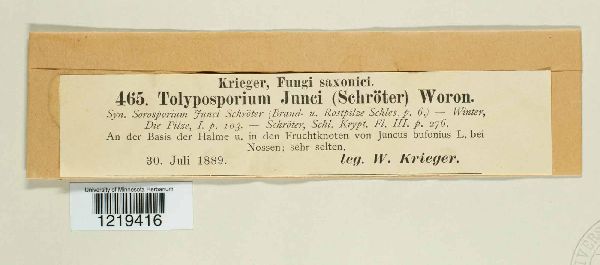 Krieger, Fungi saxonici.
465. Tolyposporium Junci (Schröter) Woron.
Syn. Sorosporium Junci Schröter (Brand- u. Rostpilze Schles. p. 6.) — Winter,
Die Pilze, I. p. 103. — Schröter, Schl. Krypt. Fl. III. p. 276.
An der Basis der Halme u. in den Fruchtknoten von Juncus bufonius L. bei
Nossen; sehr selten.
30. Juli 1889. leg. W. Krieger.
University of Minnesota Herbarium
1219416